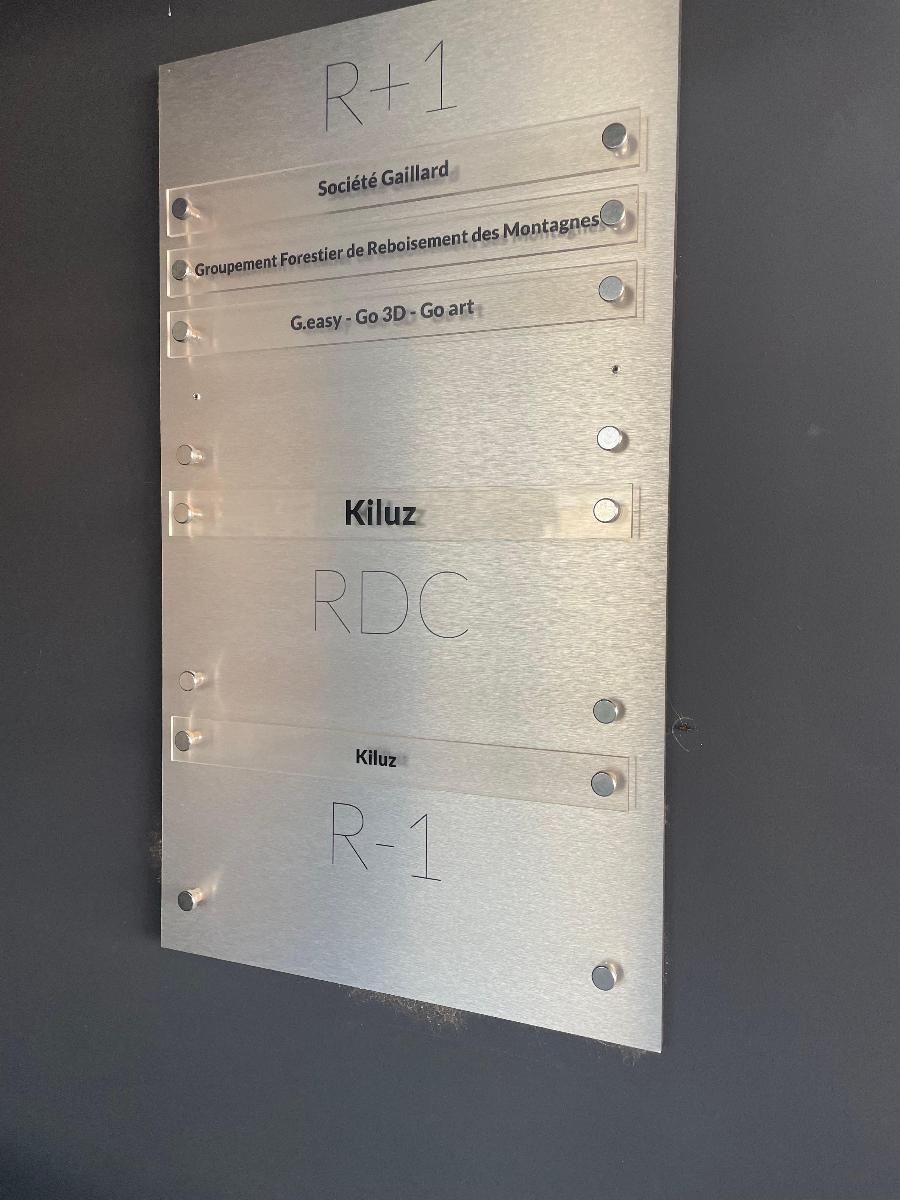 R+1
Société Gaillard
Groupement Forestier de Reboisement des Montagnes
G.easy - Go 3D - Go art
Kiluz
RDC
Kiluz
R-1